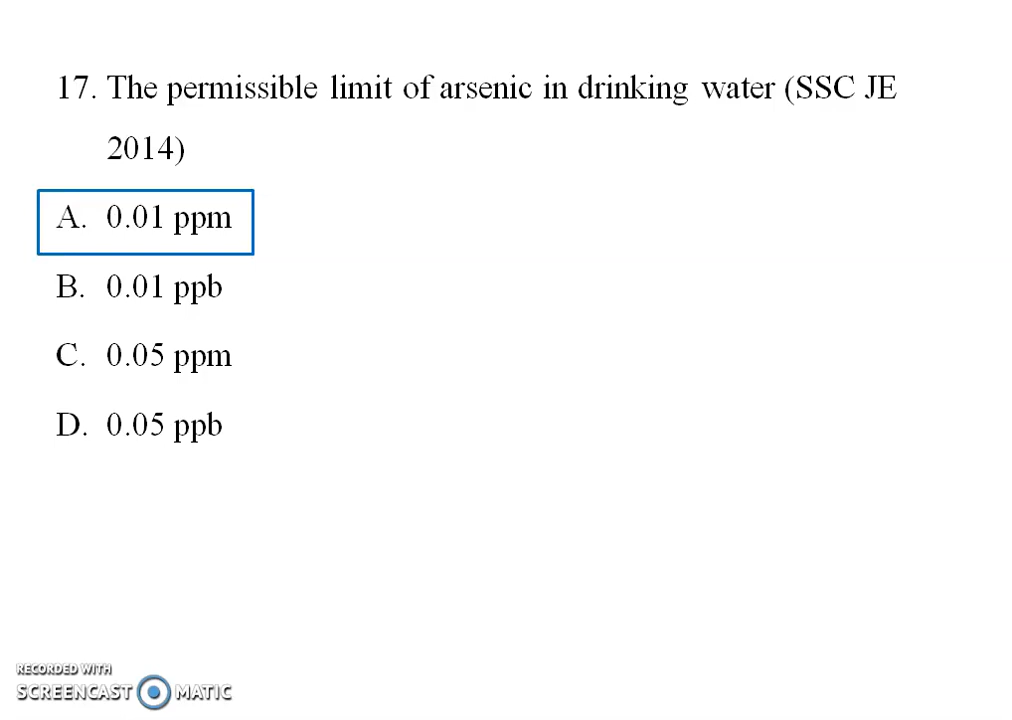 17. The permissible limit of arsenic in drinking water (SSC JE
2014)
A. 0.01 ppm
B. 0.01 ppb
C. 0.05 ppm
D. 0.05 ppb
RECORDED WITH
SCREENCAST MATIC